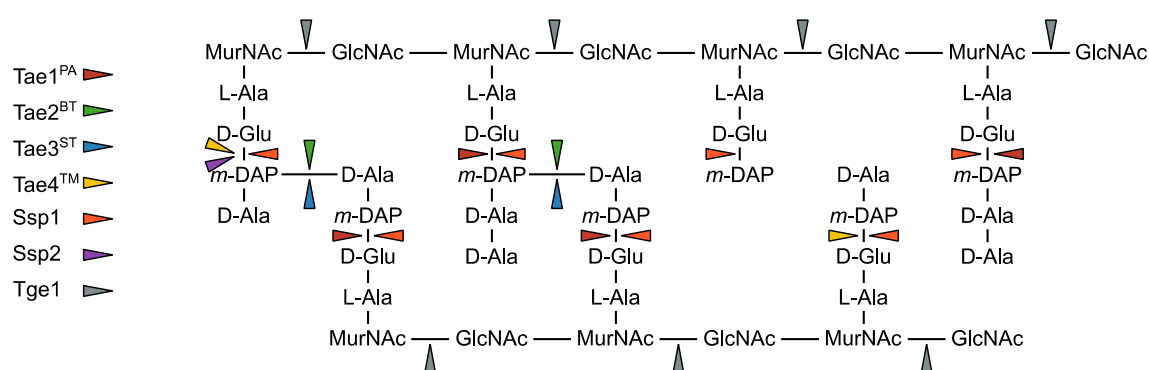 MurNAc GlcNAc MurNAc GlcNAc MurNAc GlcNAc MurNAc GlcNAc
Tae1PA
L-Ala L-Ala L-Ala L-Ala
Tae2BT
D-Glu D-Glu D-Glu D-Glu
Tae3ST
m-DAP D-Ala m-DAP D-Ala m-DAP D-Ala m-DAP
Tae4TM
D-Ala m-DAP D-Ala m-DAP m-DAP D-Ala
Ssp1
Ssp2
D-Glu D-Ala D-Glu D-Glu D-Ala
Tge1
L-Ala L-Ala L-Ala
MurNAc GlcNAc MurNAc GlcNAc MurNAc GlcNAc